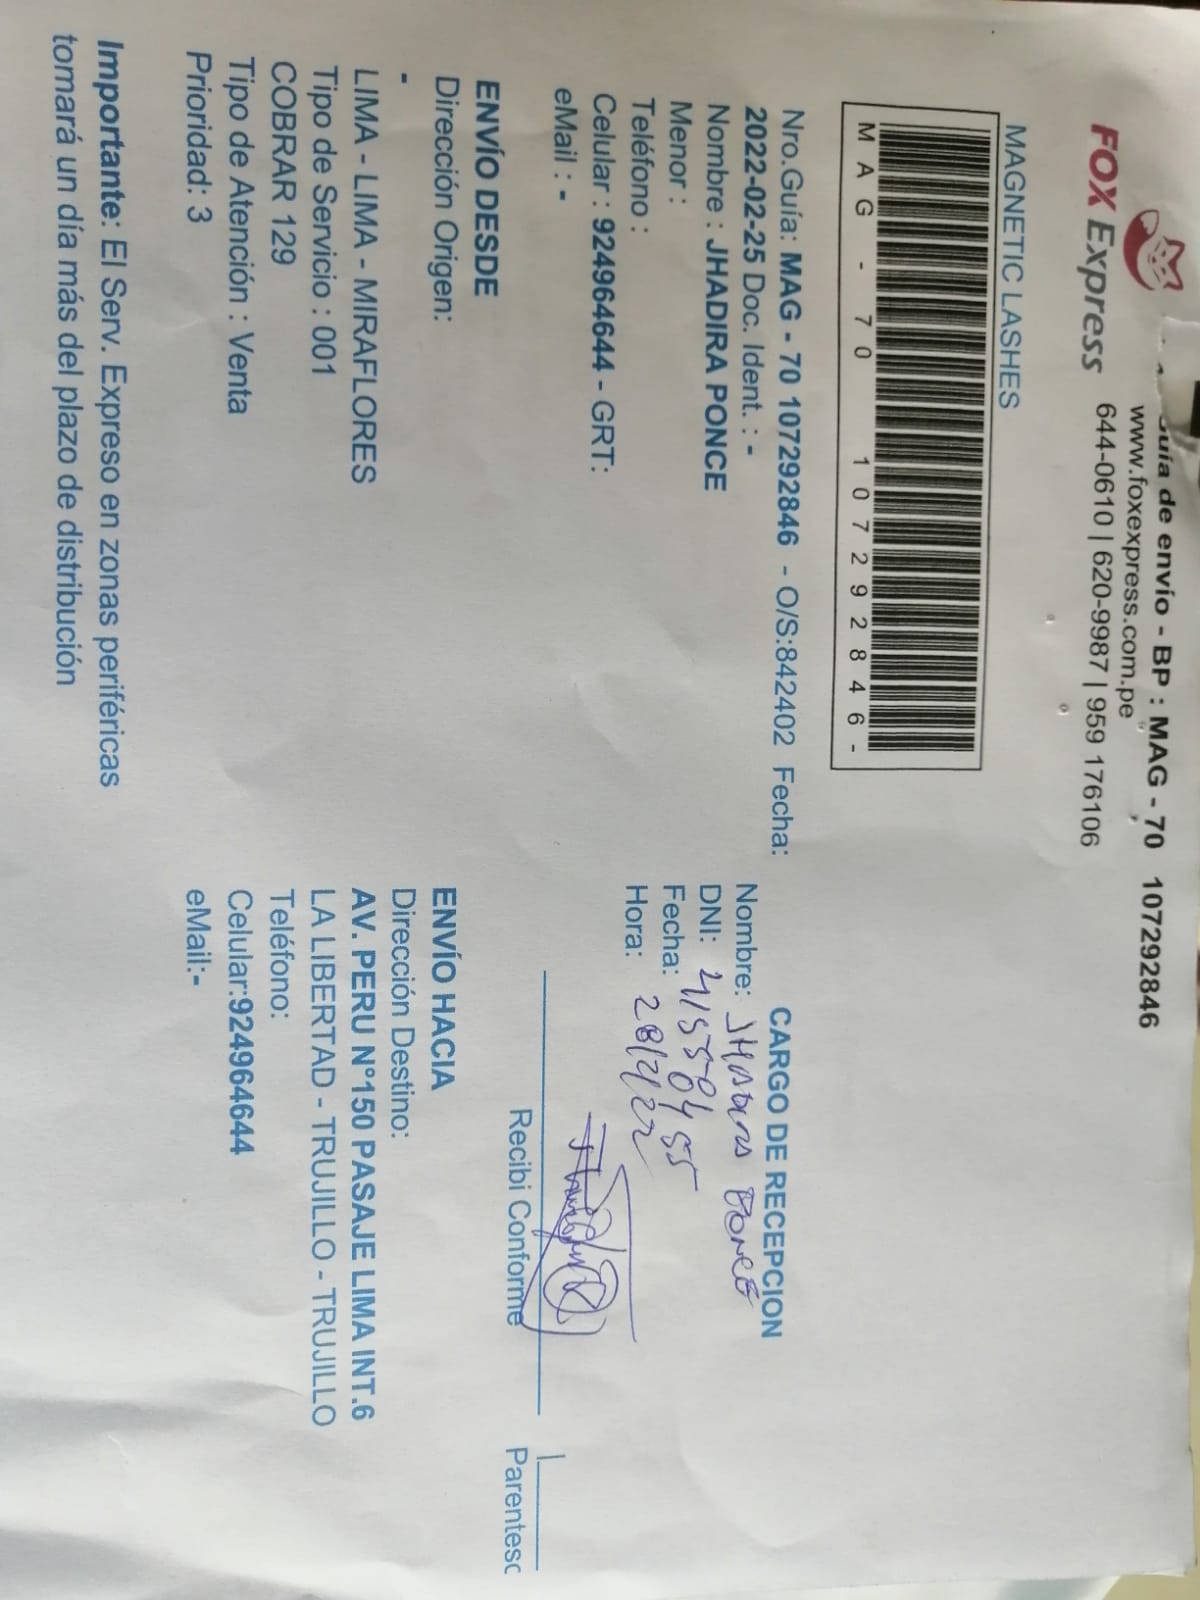 FOX Express
Guía de envío - BP : MAG - 70 107292846
www.foxexpress.com.pe
644-0610 | 620-9987 | 959 176106
MAGNETIC LASHES
MAG - 70 107292846-
Nro.Guía: MAG - 70 107292846 - O/S:842402 Fecha:
2022-02-25 Doc. Ident. : -
Nombre : JHADIRA PONCE
Menor :
Teléfono :
Celular : 924964644 - GRT:
eMail : -
ENVÍO DESDE
Dirección Origen:
-
LIMA - LIMA - MIRAFLORES
Tipo de Servicio : 001
COBRAR 129
Tipo de Atención : Venta
Prioridad: 3
Importante: El Serv. Expreso en zonas periféricas
tomará un día más del plazo de distribución
CARGO DE RECEPCION
Nombre: Ponce
DNI:
Fecha: 28/2/22
Hora:
Recibi Conforme
Parentesc
ENVÍO HACIA
Dirección Destino:
AV. PERU N°150 PASAJE LIMA INT.6
LA LIBERTAD - TRUJILLO - TRUJILLO
Teléfono:
Celular:924964644
eMail:-